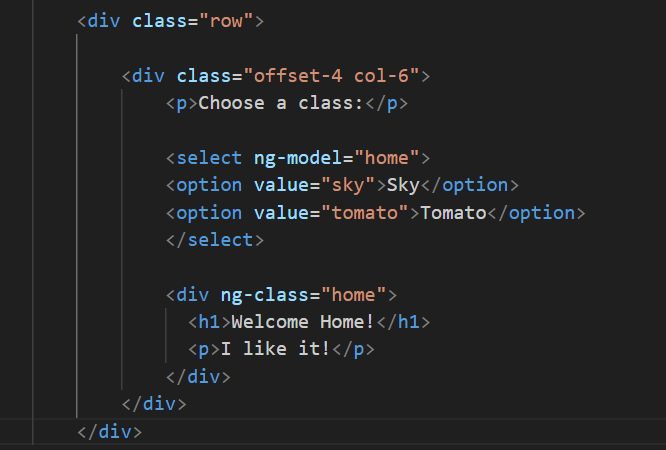 <div class="row">
<div class="offset-4 col-6">
<p>Choose a class:</p>
<select ng-model="home">
<option value="sky">Sky</option>
<option value="tomato">Tomato</option>
</select>
<div ng-class="home">
<h1>Welcome Home!</h1>
<p>I like it!</p>
</div>
</div>
</div>